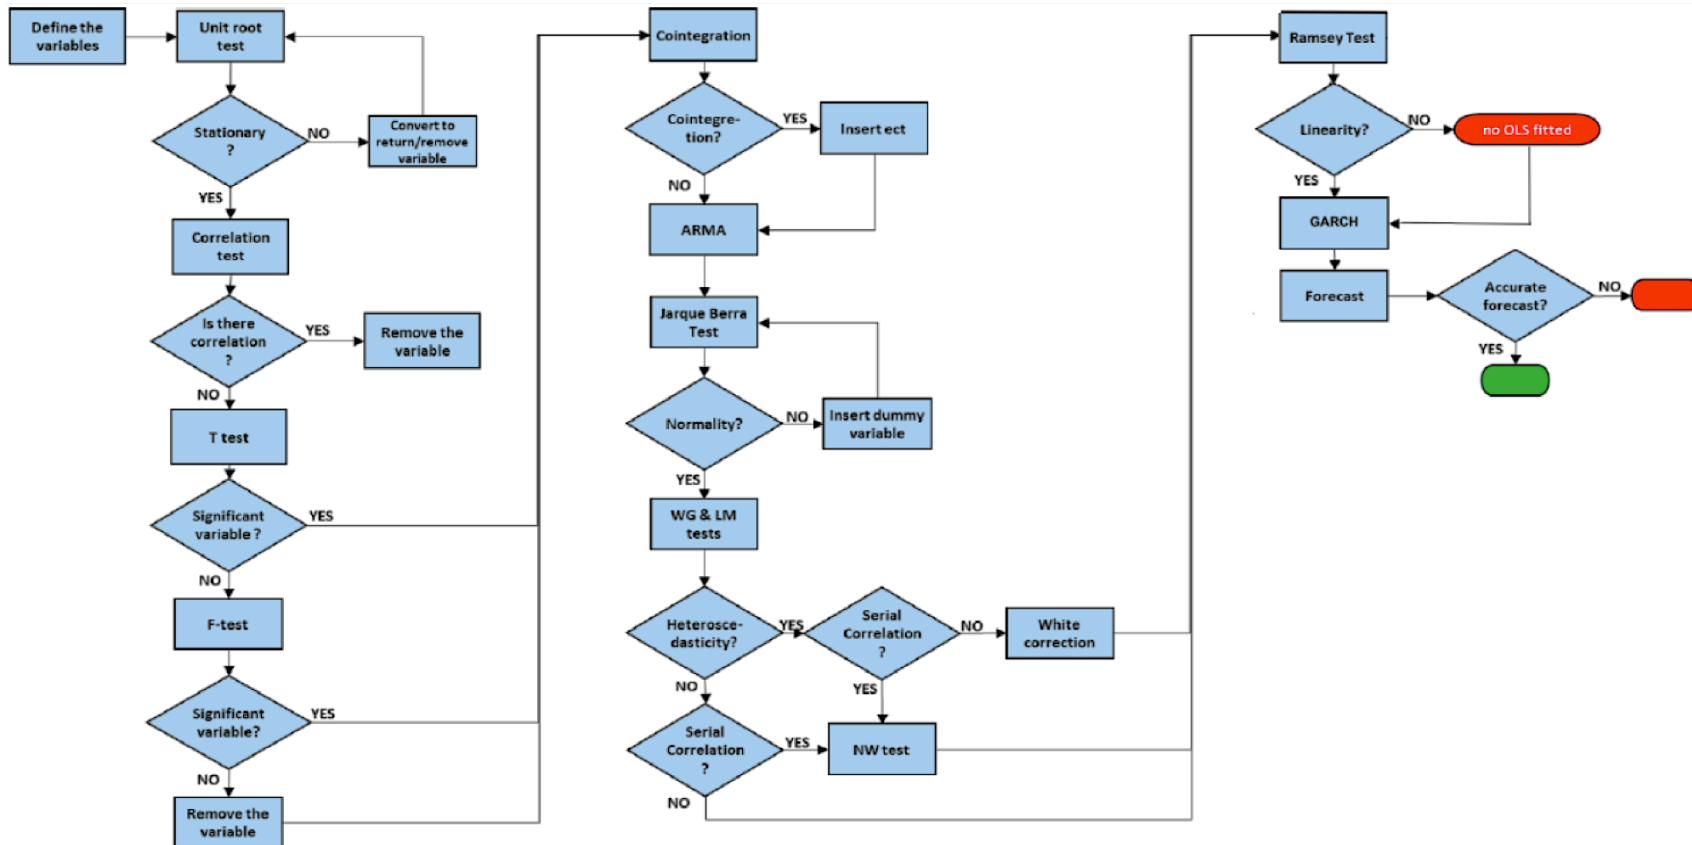 Define the
variables
Unit root
test
Stationary
?
NO
Convert to
return/remove
variable
YES
Correlation
test
Is there
correlation
?
YES
Remove the
variable
NO
T test
Significant
variable ?
YES
NO
F-test
Significant
variable?
YES
NO
Remove the
variable
Cointegration
Cointegre-
tion?
YES
Insert ect
NO
ARMA
Jarque Berra
Test
Normality?
NO
Insert dummy
variable
YES
WG & LM
tests
Heterosce-
dasticity?
YES
Serial
Correlation
?
NO
White
correction
YES
NO
Serial
Correlation
?
YES
NW test
NO
Ramsey Test
Linearity?
NO
no OLS fitted
YES
GARCH
Forecast
Accurate
forecast?
NO
YES